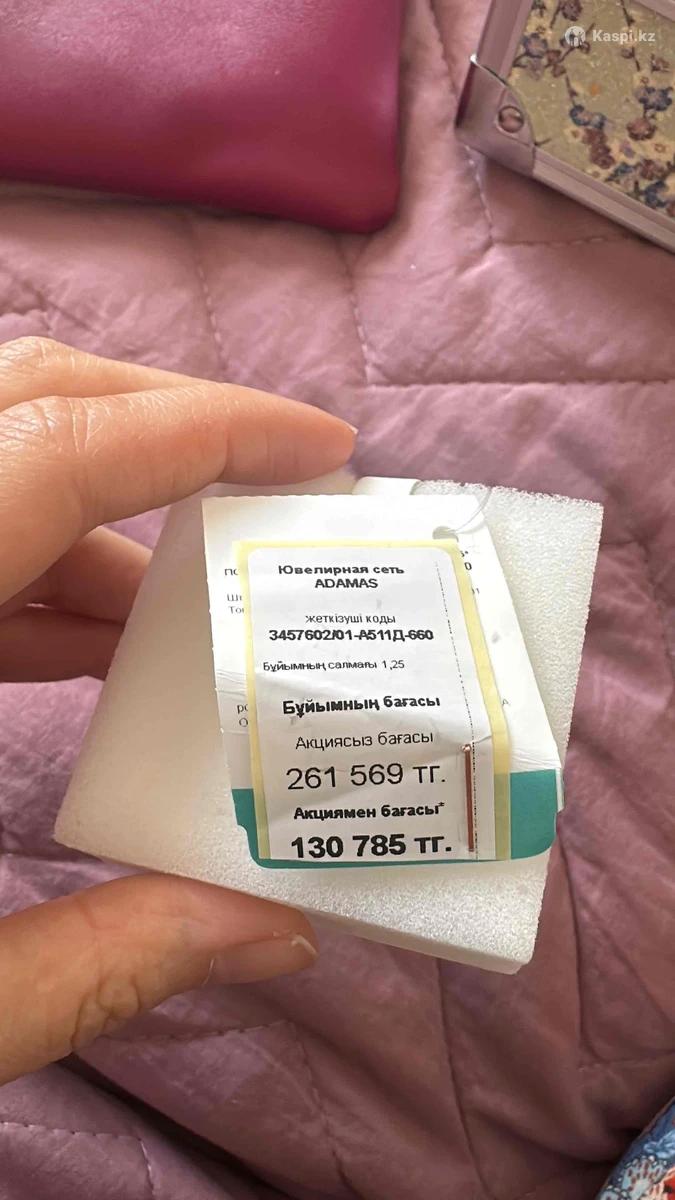 Kaspi.kz
Ювелирная сеть
ADAMAS
жеткізуші коды
3457602/01-А511Д-660
Бұйымның салмағы 1,25
Бұйымның бағасы
Акциясыз бағасы
261 569 тг.
Акциямен бағасы*
130 785 тг.